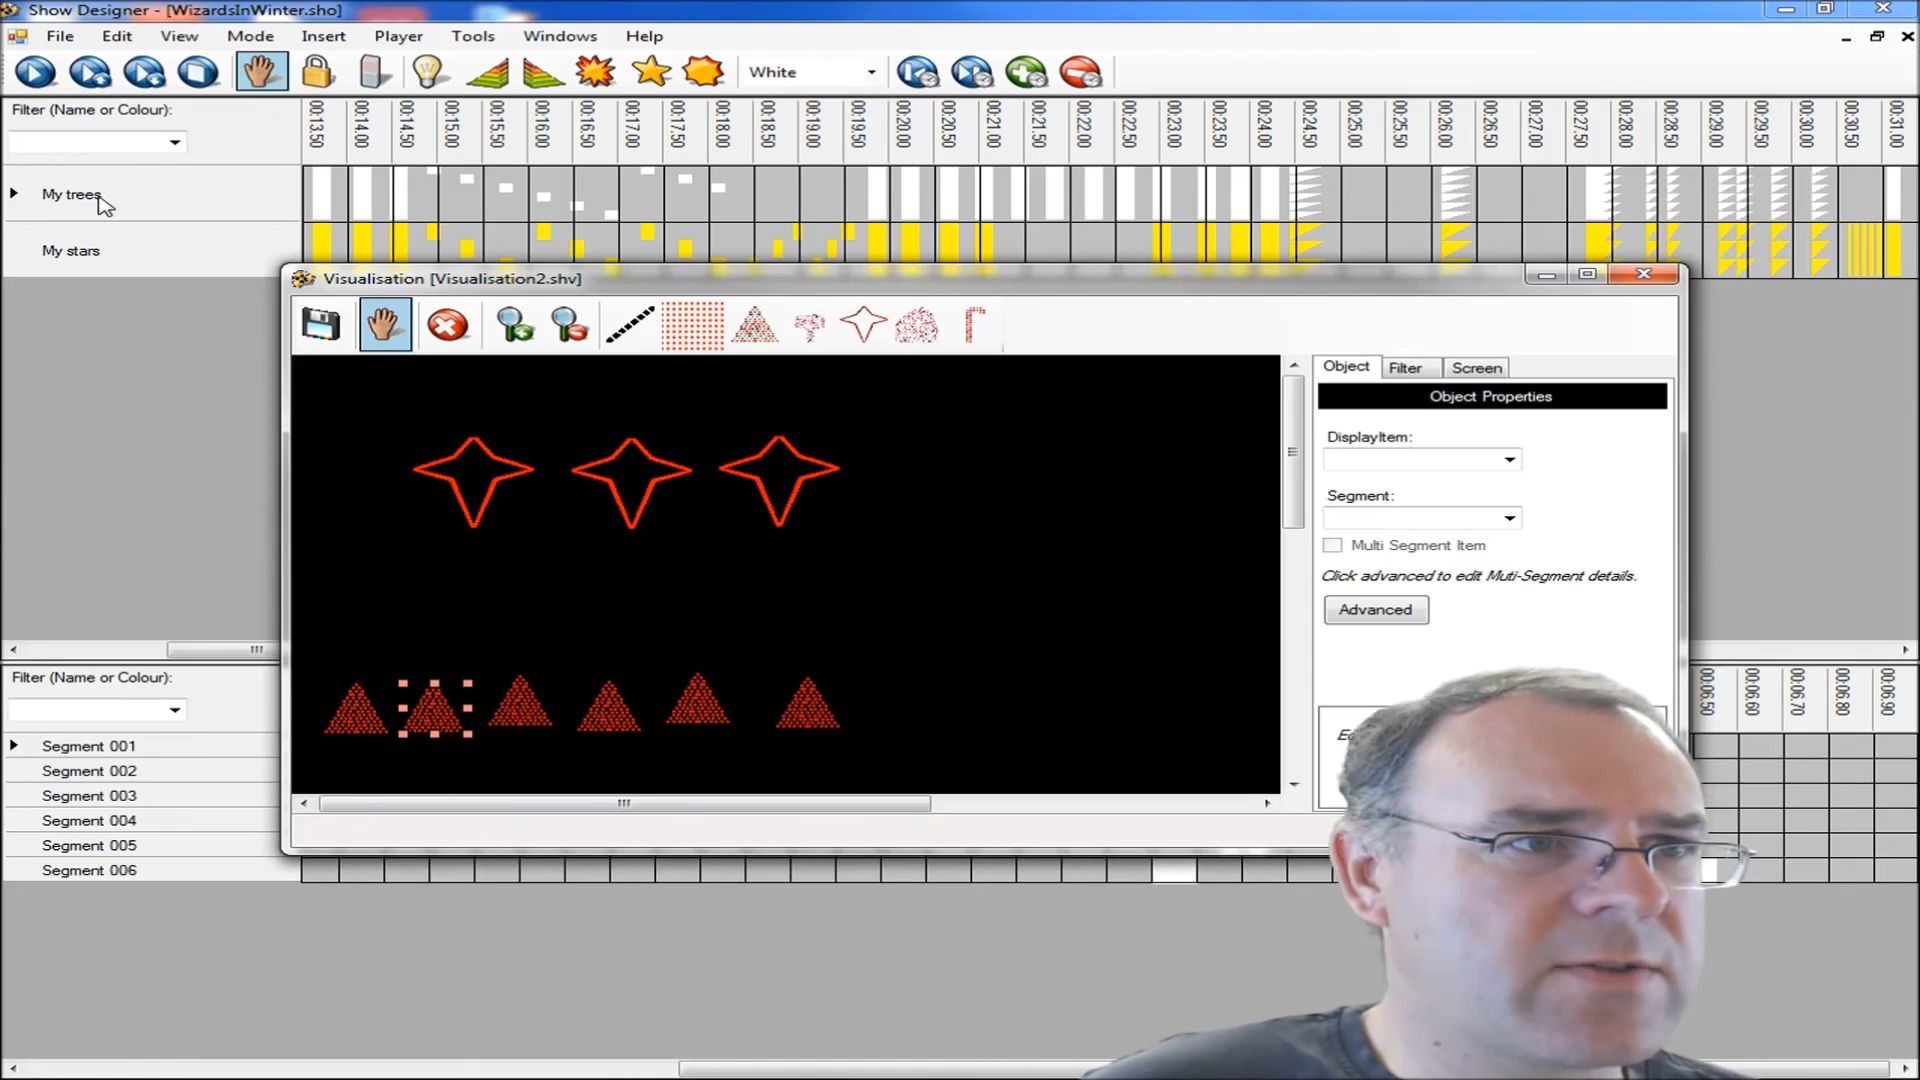 Show Designer - [WizardsInWinter.sho]
File Edit View Mode Insert Player Tools Windows Help
White
Filter (Name or Colour):
00:13.50 00:14.00 00:14.50 00:15.00 00:15.50 00:16.00 00:16.50 00:17.00 00:17.50 00:18.00 00:18.50 00:19.00 00:19.50 00:20.00 00:20.50 00:21.00 00:21.50 00:22.00 00:22.50 00:23.00 00:23.50 00:24.00 00:24.50 00:25.00 00:25.50 00:26.00 00:26.50 00:27.00 00:27.50 00:28.00 00:28.50 00:29.00 00:29.50 00:30.00 00:30.50 00:31.00
My trees
My stars
Visualisation [Visualisation2.shv]
Object Filter Screen
Object Properties
DisplayItem:
Segment:
Multi Segment Item
Click advanced to edit Muti-Segment details.
Advanced
Filter (Name or Colour):
06.50 00:06.60 00:06.70 00:06.80 00:06.90
Segment 001
Segment 002
Segment 003
Segment 004
Segment 005
Segment 006